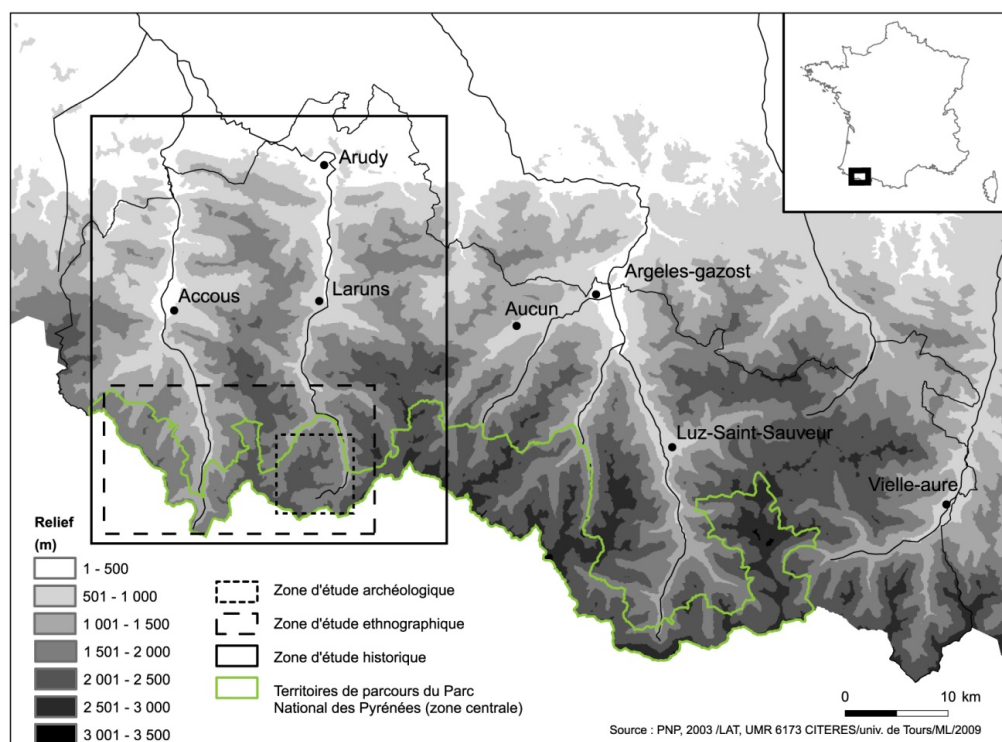 Arudy
Accous
Laruns
Argeles-gazost
Aucun
Luz-Saint-Sauveur
Vielle-aure
Relief
(m)
1 - 500
501 - 1 000
1 001 - 1 500
1 501 - 2 000
2 001 - 2 500
2 501 - 3 000
3 001 - 3 500
Zone d'étude archéologique
Zone d'étude ethnographique
Zone d'étude historique
Territoires de parcours du Parc
National des Pyrénées (zone centrale)
0 10 km
Source : PNP, 2003 /LAT, UMR 6173 CITERES/univ. de Tours/ML/2009